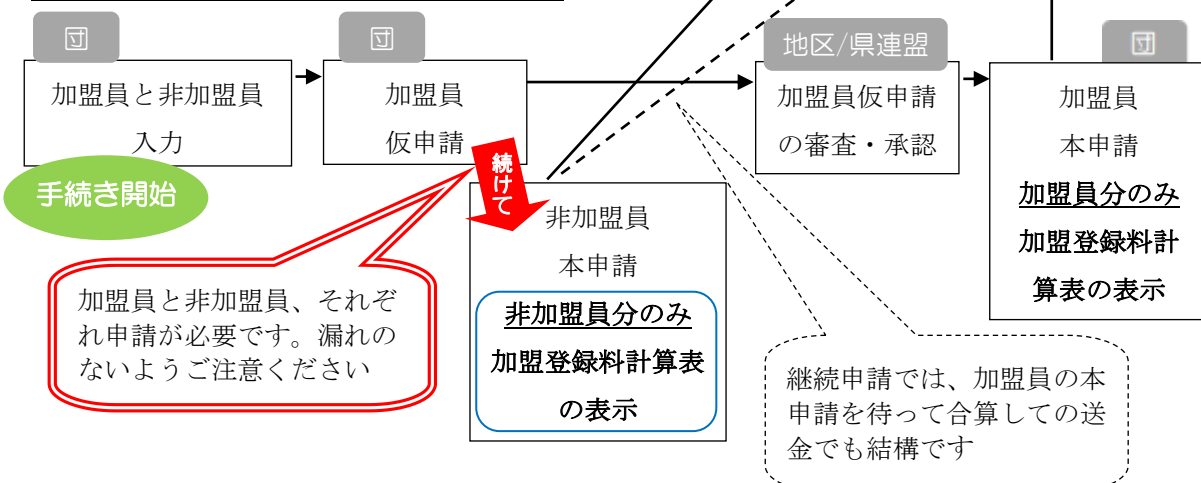 団
加盟員と非加盟員
入力
手続き開始
団
加盟員
仮申請
続けて
加盟員と非加盟員、それぞ
れ申請が必要です。漏れの
ないようご注意ください
非加盟員
本申請
非加盟員分のみ
加盟登録料計算表
の表示
地区/県連盟
加盟員仮申請
の審査・承認
団
加盟員
本申請
加盟員分のみ
加盟登録料計
算表の表示
継続申請では、加盟員の本
申請を待って合算しての送
金でも結構です